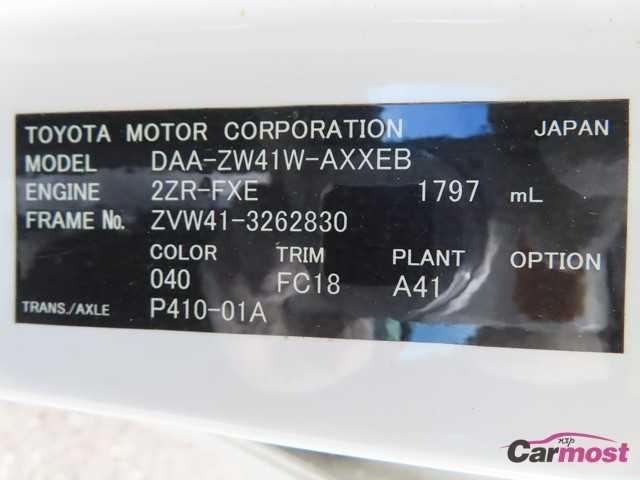 TOYOTA MOTOR CORPORATION JAPAN
MODEL DAA-ZW41W-AXXEB
ENGINE 2ZR-FXE 1797 mL
FRAME No. ZVW41-3262830
COLOR TRIM PLANT OPTION
040 FC18 A41
TRANS./AXLE P410-01A
nxp
Carmost